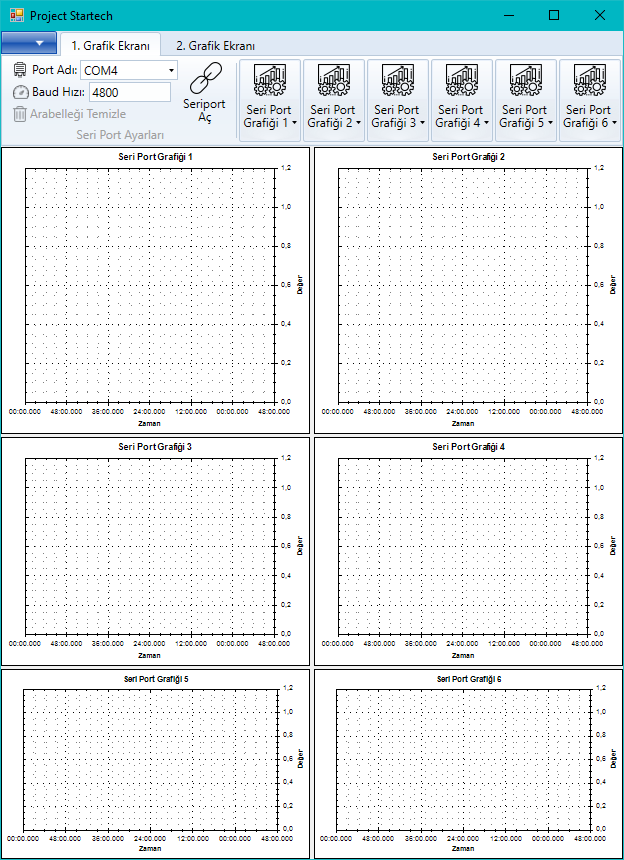 Project Startech
1. Grafik Ekranı
2. Grafik Ekranı
Port Adı: COM4
Baud Hızı: 4800
Arabelleği Temizle
Seri Port Ayarları
Seriport
Aç
Seri Port
Grafiği 1
Seri Port
Grafiği 2
Seri Port
Grafiği 3
Seri Port
Grafiği 4
Seri Port
Grafiği 5
Seri Port
Grafiği 6
Seri Port Grafiği 1
1,2
1,0
0,8
0,6
0,4
0,2
0,0
Değer
00:00.000 48:00.000 36:00.000 24:00.000 12:00.000 00:00.000 48:00.000
Zaman
Seri Port Grafiği 2
1,2
1,0
0,8
0,6
0,4
0,2
0,0
Değer
00:00.000 48:00.000 36:00.000 24:00.000 12:00.000 00:00.000 48:00.000
Zaman
Seri Port Grafiği 3
1,2
1,0
0,8
0,6
0,4
0,2
0,0
Değer
00:00.000 48:00.000 36:00.000 24:00.000 12:00.000 00:00.000 48:00.000
Zaman
Seri Port Grafiği 4
1,2
1,0
0,8
0,6
0,4
0,2
0,0
Değer
00:00.000 48:00.000 36:00.000 24:00.000 12:00.000 00:00.000 48:00.000
Zaman
Seri Port Grafiği 5
1,2
1,0
0,8
0,6
0,4
0,2
0,0
Değer
00:00.000 48:00.000 36:00.000 24:00.000 12:00.000 00:00.000 48:00.000
Zaman
Seri Port Grafiği 6
1,2
1,0
0,8
0,6
0,4
0,2
0,0
Değer
00:00.000 48:00.000 36:00.000 24:00.000 12:00.000 00:00.000 48:00.000
Zaman